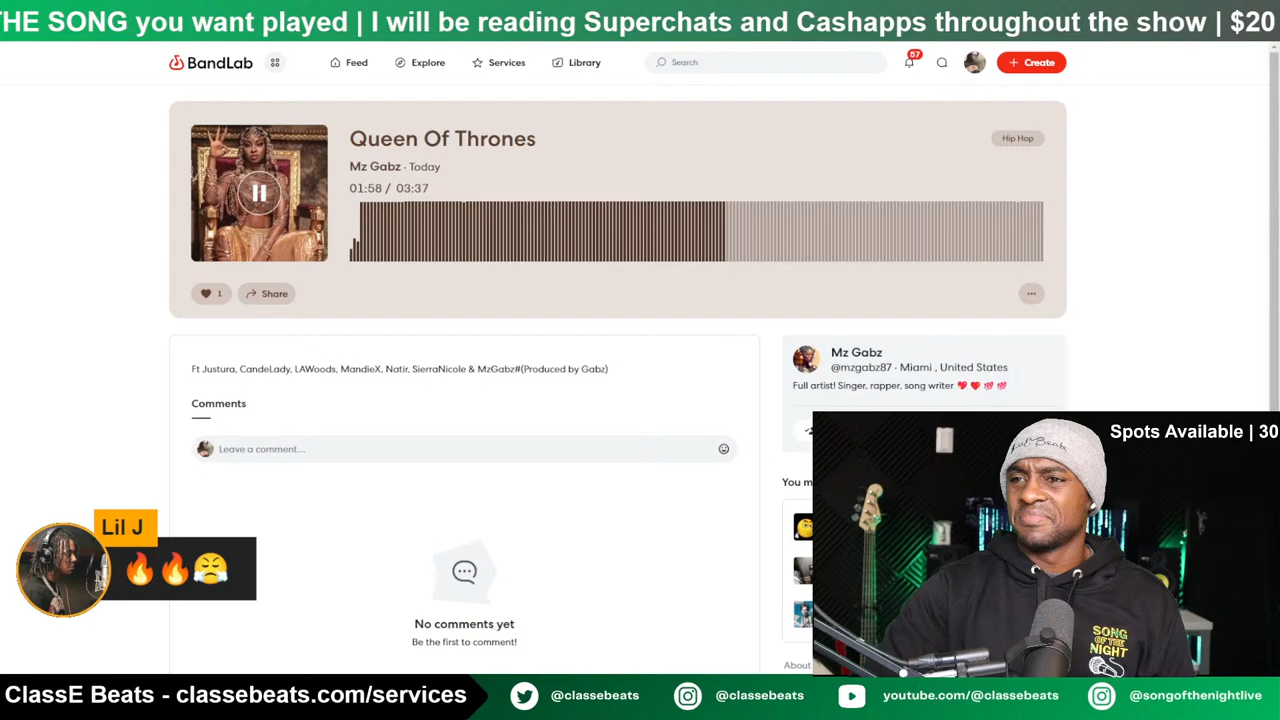 THE SONG you want played | I will be reading Superchats and Cashapps throughout the show | $20
BandLab
Feed
Explore
Services
Library
Search
57
Create
Queen Of Thrones
Hip Hop
Mz Gabz · Today
01:58 / 03:37
1
Share
Ft Justura, CandeLady, LAWoods, MandieX, Natir, SierraNicole & MzGabz#(Produced by Gabz)
Mz Gabz
@mzgabz87 · Miami , United States
Full artist! Singer, rapper, song writer
Comments
Leave a comment...
You m
Spots Available | 30
Lil J
No comments yet
Be the first to comment!
SONG
OF THE
NIGHT
About
ClassE Beats - classebeats.com/services
@classebeats
@classebeats
youtube.com/@classebeats
@songofthenightlive